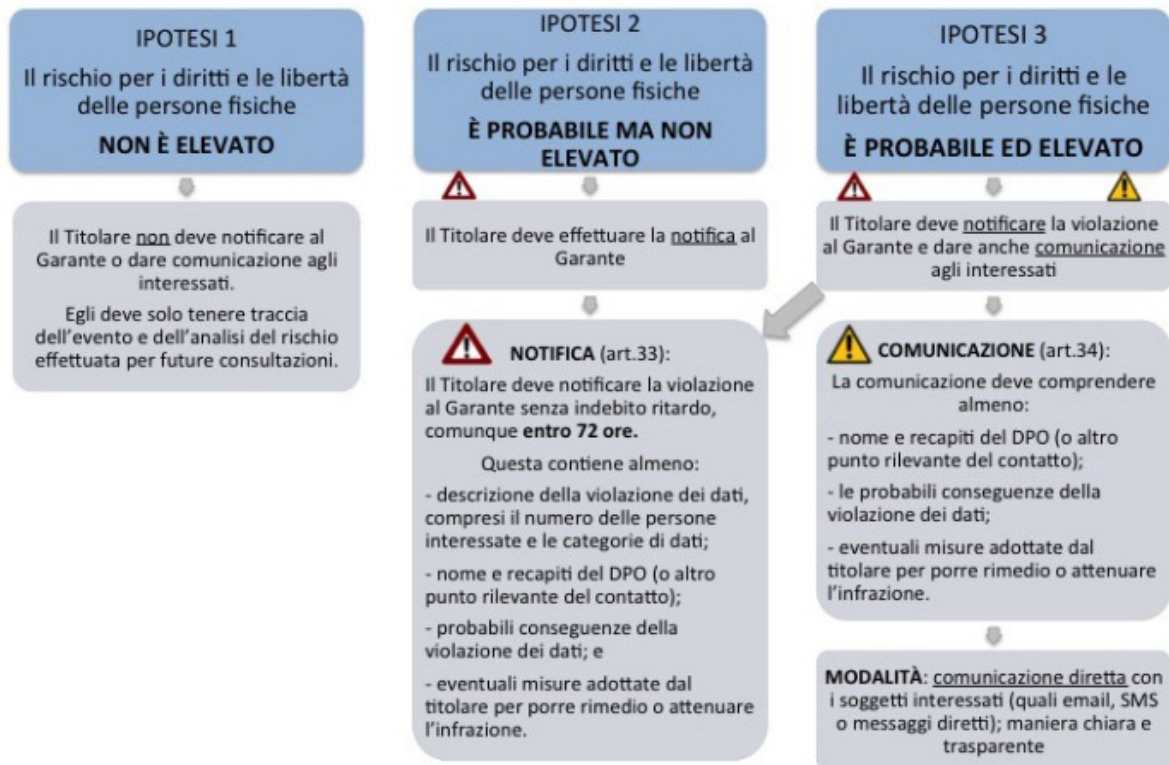 IPOTESI 1
Il rischio per i diritti e le libertà
delle persone fisiche
NON È ELEVATO
Il Titolare non deve notificare al
Garante o dare comunicazione agli
interessati.
Egli deve solo tenere traccia
dell'evento e dell'analisi del rischio
effettuata per future consultazioni.
IPOTESI 2
Il rischio per i diritti e le libertà
delle persone fisiche
È PROBABILE MA NON
ELEVATO
Il Titolare deve effettuare la notifica al
Garante
NOTIFICA (art.33):
Il Titolare deve notificare la violazione
al Garante senza indebito ritardo,
comunque entro 72 ore.
Questa contiene almeno:
- descrizione della violazione dei dati,
compresi il numero delle persone
interessate e le categorie di dati;
- nome e recapiti del DPO (o altro
punto rilevante del contatto);
- probabili conseguenze della
violazione dei dati; e
- eventuali misure adottate dal
titolare per porre rimedio o attenuare
l'infrazione.
IPOTESI 3
Il rischio per i diritti e le
libertà delle persone fisiche
È PROBABILE ED ELEVATO
Il Titolare deve notificare la violazione
al Garante e dare anche comunicazione
agli interessati
COMUNICAZIONE (art.34):
La comunicazione deve comprendere
almeno:
- nome e recapiti del DPO (o altro
punto rilevante del contatto);
- le probabili conseguenze della
violazione dei dati;
- eventuali misure adottate dal
titolare per porre rimedio o attenuare
l'infrazione.
MODALITÀ: comunicazione diretta con
i soggetti interessati (quali email, SMS
o messaggi diretti); maniera chiara e
trasparente